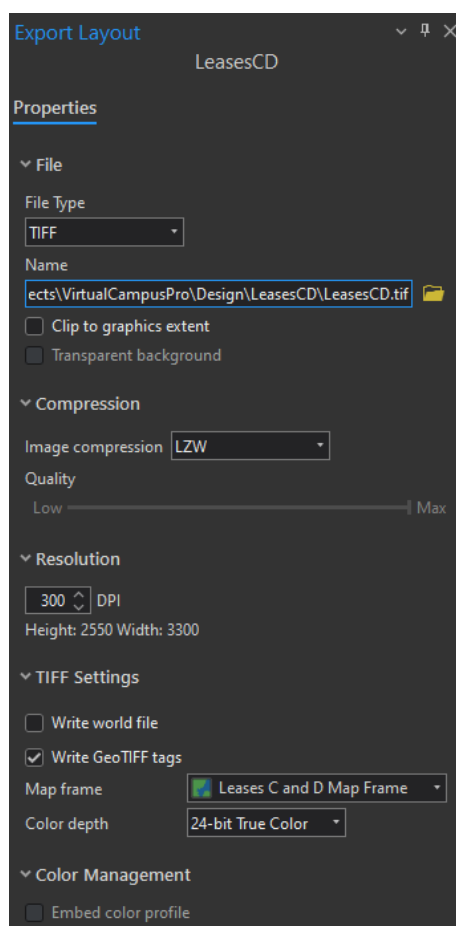 Export Layout
LeasesCD
Properties
File
File Type
TIFF
Name
ects\VirtualCampusPro\Design\LeasesCD\LeasesCD.tif
Clip to graphics extent
Transparent background
Compression
Image compression LZW
Quality
Low Max
Resolution
300 DPI
Height: 2550 Width: 3300
TIFF Settings
Write world file
Write GeoTIFF tags
Map frame Leases C and D Map Frame
Color depth 24-bit True Color
Color Management
Embed color profile